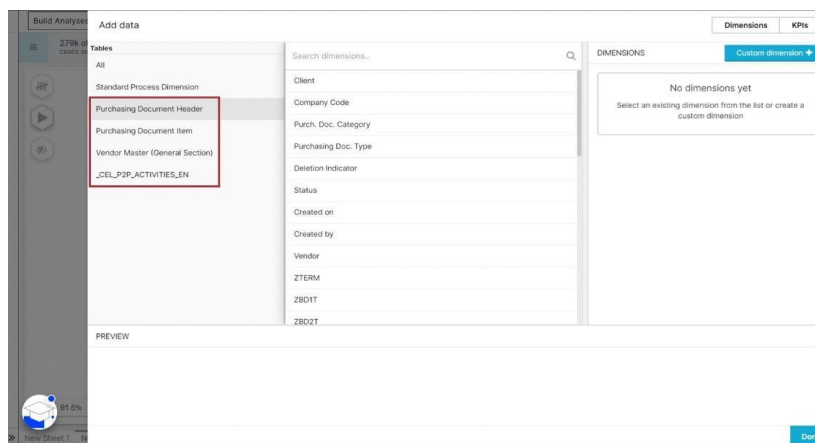 Build Analyses
Add data
Dimensions
KPIs
279k
cases
Tables
All
Standard Process Dimension
Purchasing Document Header
Purchasing Document Item
Vendor Master (General Section)
_CEL_P2P_ACTIVITIES_EN
Search dimensions...
Client
Company Code
Purch. Doc. Category
Purchasing Doc. Type
Deletion Indicator
Status
Created on
Created by
Vendor
ZTERM
ZBD1T
ZBD2T
DIMENSIONS
Custom dimension +
No dimensions yet
Select an existing dimension from the list or create a
custom dimension
PREVIEW
91.5%
New Sheet 1
Don